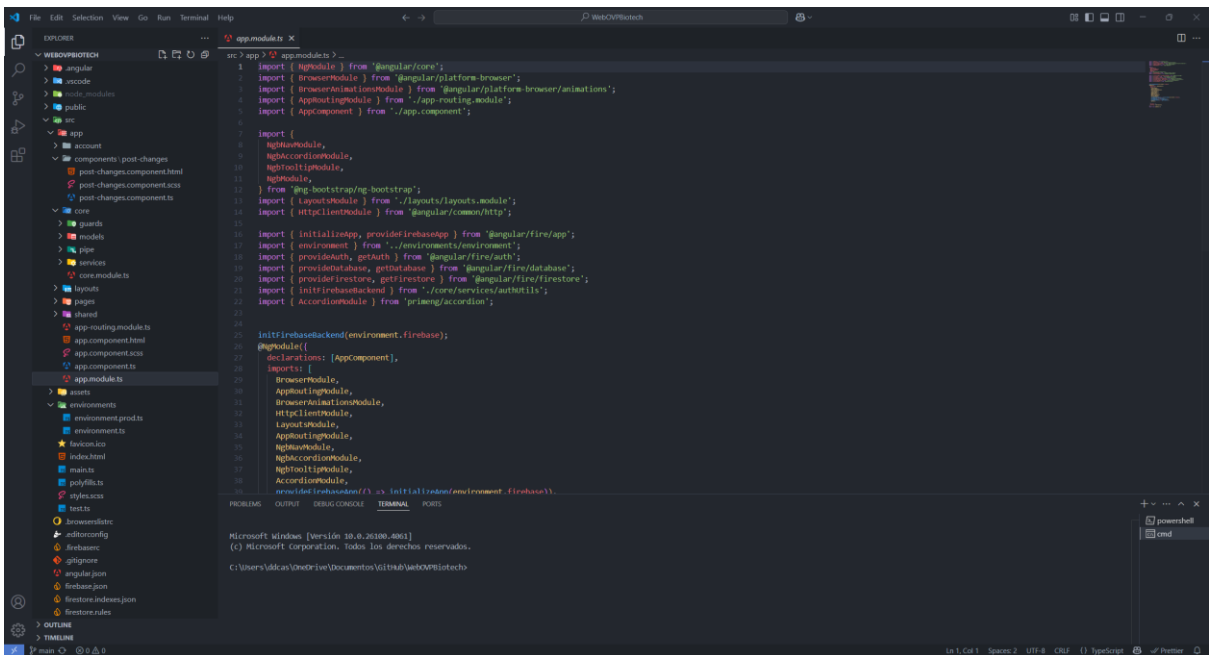 File Edit Selection View Go Run Terminal Help
WebOVPBiotech
EXPLORER
WEBOVPBIOTECH
.angular
.vscode
node_modules
public
src
app
account
components \ post-changes
post-changes.component.html
post-changes.component.scss
post-changes.component.ts
core
guards
models
pipe
services
core.module.ts
layouts
pages
shared
app-routing.module.ts
app.component.html
app.component.scss
app.component.ts
app.module.ts
assets
environments
environment.prod.ts
environment.ts
favicon.ico
index.html
main.ts
polyfills.ts
styles.scss
test.ts
.browserslistrc
.editorconfig
.firebaserc
.gitignore
angular.json
firebase.json
firestore.indexes.json
firestore.rules
OUTLINE
TIMELINE
app.module.ts
src > app > app.module.ts > ...
1 import { NgModule } from '@angular/core';
2 import { BrowserModule } from '@angular/platform-browser';
3 import { BrowserAnimationsModule } from '@angular/platform-browser/animations';
4 import { AppRoutingModule } from './app-routing.module';
5 import { AppComponent } from './app.component';
6
7 import {
8 NgbNavModule,
9 NgbAccordionModule,
10 NgbTooltipModule,
11 NgbModule,
12 } from '@ng-bootstrap/ng-bootstrap';
13 import { LayoutsModule } from './layouts/layouts.module';
14 import { HttpClientModule } from '@angular/common/http';
15
16 import { initializeApp, provideFirebaseApp } from '@angular/fire/app';
17 import { environment } from '../environments/environment';
18 import { provideAuth, getAuth } from '@angular/fire/auth';
19 import { provideDatabase, getDatabase } from '@angular/fire/database';
20 import { provideFirestore, getFirestore } from '@angular/fire/firestore';
21 import { initFirebaseBackend } from './core/services/authUtils';
22 import { AccordionModule } from 'primeng/accordion';
23
24
25 initFirebaseBackend(environment.firebase);
26 @NgModule({
27 declarations: [AppComponent],
28 imports: [
29 BrowserModule,
30 AppRoutingModule,
31 BrowserAnimationsModule,
32 HttpClientModule,
33 LayoutsModule,
34 AppRoutingModule,
35 NgbNavModule,
36 NgbAccordionModule,
37 NgbTooltipModule,
38 AccordionModule,
39 provideFirebaseApp(() => initializeApp(environment.firebase)),
PROBLEMS OUTPUT DEBUG CONSOLE TERMINAL PORTS
powershell
cmd
Microsoft Windows [Versión 10.0.26100.4061]
(c) Microsoft Corporation. Todos los derechos reservados.
C:\Users\ddcas\OneDrive\Documentos\GitHub\WebOVPBiotech>
main 0 0
Ln 1, Col 1 Spaces: 2 UTF-8 CRLF {} TypeScript Prettier